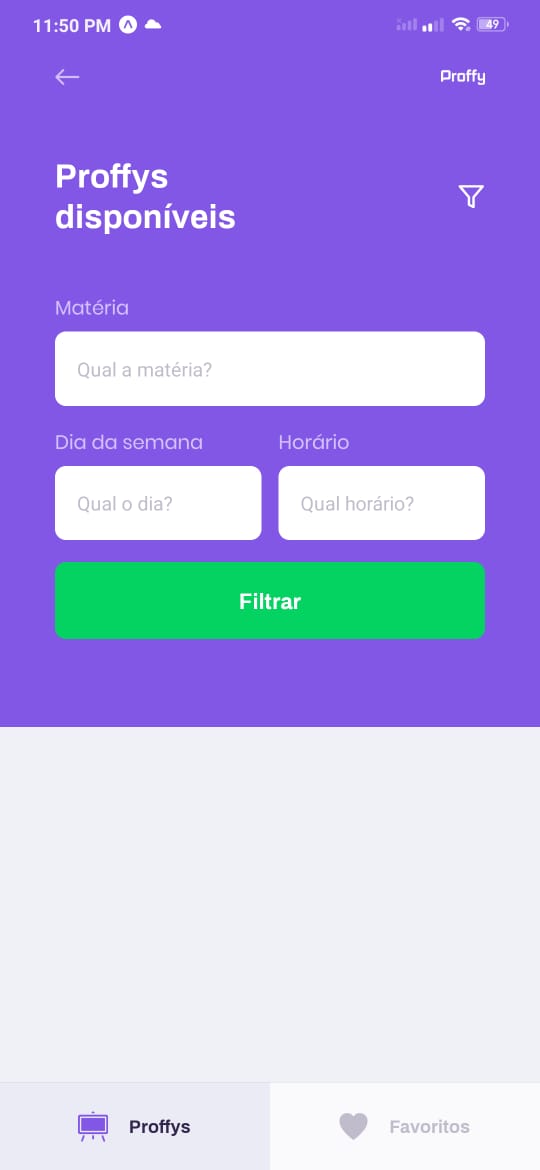 11:50 PM
49
Proffy
Proffys
disponíveis
Matéria
Qual a matéria?
Dia da semana Horário
Qual o dia? Qual horário?
Filtrar
Proffys Favoritos